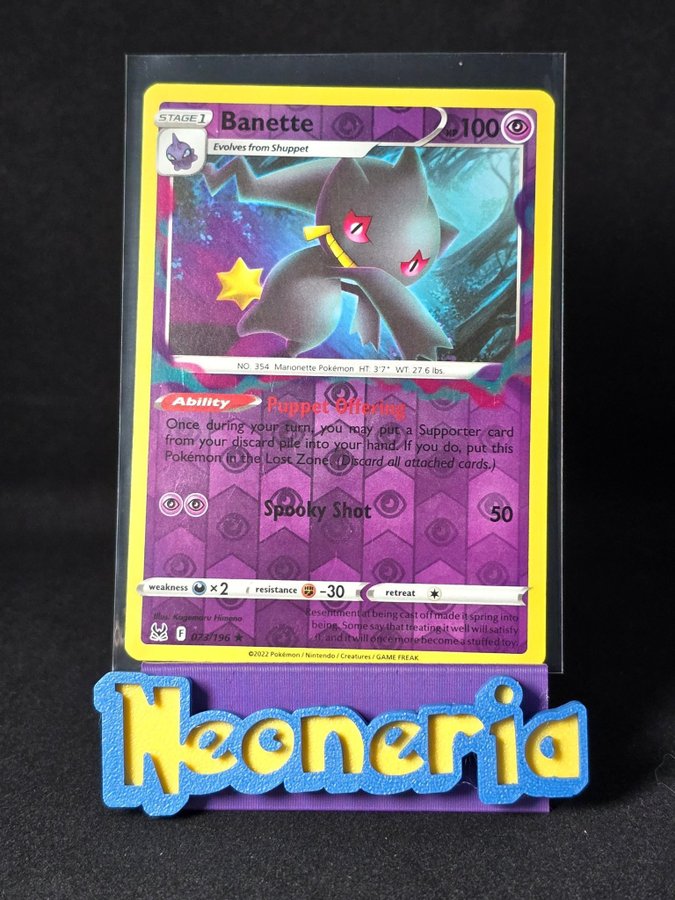 STAGE 1 Banette HP 100
Evolves from Shuppet
NO. 354 Marionette Pokémon HT: 3'7" WT: 27.6 lbs.
Ability Puppet Offering
Once during your turn, you may put a Supporter card
from your discard pile into your hand. If you do, put this
Pokémon in the Lost Zone. (Discard all attached cards.)
Spooky Shot 50
weakness ×2 resistance -30 retreat
Illus. Kagemaru Himeno
F 073/196 ★
Resentment at being cast off made it spring into
being. Some say that treating it well will satisfy
it, and it will once more become a stuffed toy.
©2022 Pokémon / Nintendo / Creatures / GAME FREAK
Neoneria